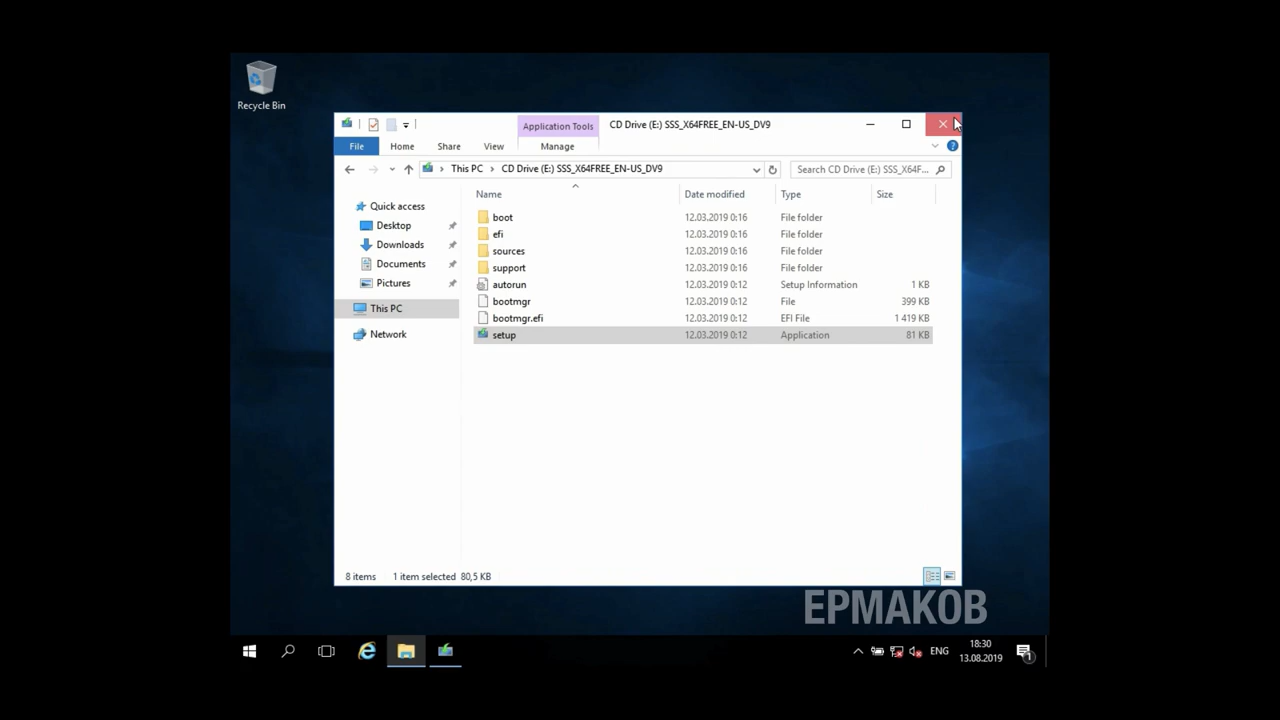 Recycle Bin
Application Tools
CD Drive (E:) SSS_X64FREE_EN-US_DV9
File Home Share View Manage
This PC CD Drive (E:) SSS_X64FREE_EN-US_DV9
Search CD Drive (E:) SSS_X64F...
Name Date modified Type Size
Quick access
Desktop
Downloads
Documents
Pictures
This PC
Network
boot 12.03.2019 0:16 File folder
efi 12.03.2019 0:16 File folder
sources 12.03.2019 0:16 File folder
support 12.03.2019 0:16 File folder
autorun 12.03.2019 0:12 Setup Information 1 KB
bootmgr 12.03.2019 0:12 File 399 KB
bootmgr.efi 12.03.2019 0:12 EFI File 1 419 KB
setup 12.03.2019 0:12 Application 81 KB
8 items 1 item selected 80,5 KB
ЕРМАКОВ
ENG
18:30
13.08.2019
1